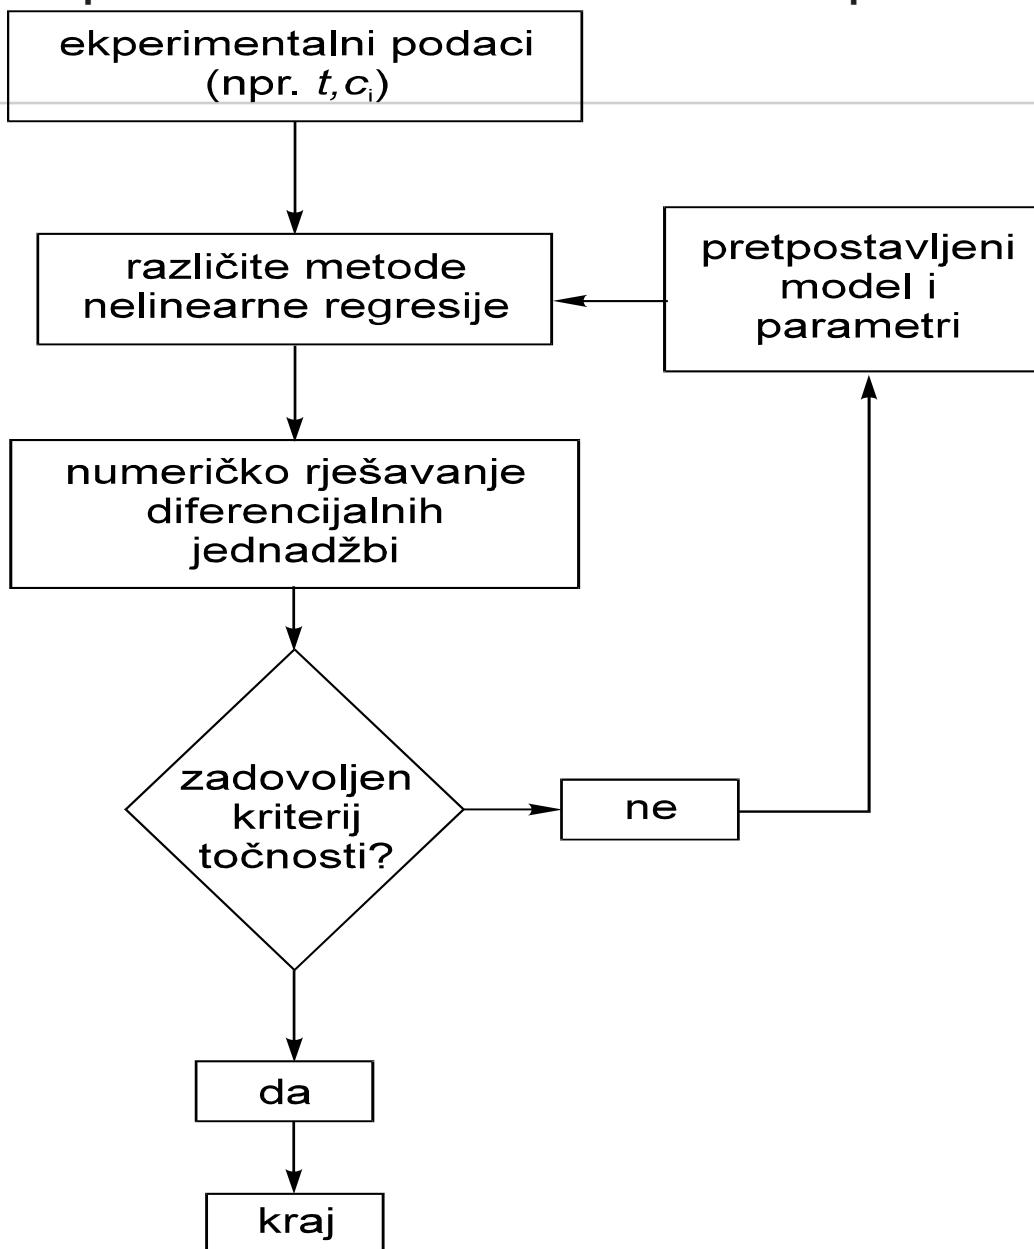 ekperimentalni podaci
(npr. t,ci)
različite metode
nelinearne regresije
pretpostavljeni
model i
parametri
numeričko rješavanje
diferencijalnih
jednadžbi
zadovoljen
kriterij
točnosti?
ne
da
kraj